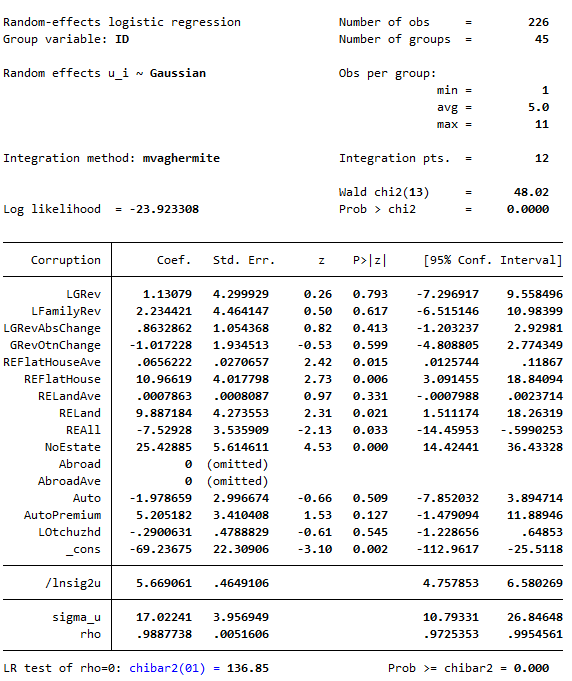 Random-effects logistic regression Number of obs = 226
Group variable: ID Number of groups = 45
Random effects u_i ~ Gaussian Obs per group:
min = 1
avg = 5.0
max = 11
Integration method: mvaghermite Integration pts. = 12
Wald chi2(13) = 48.02
Log likelihood = -23.923308 Prob > chi2 = 0.0000
Corruption Coef. Std. Err. z P>|z| [95% Conf. Interval]
LGRev 1.13079 4.299929 0.26 0.793 -7.296917 9.558496
LFamilyRev 2.234421 4.464147 0.50 0.617 -6.515146 10.98399
LGRevAbsChange .8632862 1.054368 0.82 0.413 -1.203237 2.92981
GRevOtnChange -1.017228 1.934513 -0.53 0.599 -4.808805 2.774349
REFlatHouseAve .0656222 .0270657 2.42 0.015 .0125744 .11867
REFlatHouse 10.96619 4.017798 2.73 0.006 3.091455 18.84094
RELandAve .0007863 .0008087 0.97 0.331 -.0007988 .0023714
RELand 9.887184 4.273553 2.31 0.021 1.511174 18.26319
REAll -7.52928 3.535909 -2.13 0.033 -14.45953 -.5990253
NoEstate 25.42885 5.614611 4.53 0.000 14.42441 36.43328
Abroad 0 (omitted)
AbroadAve 0 (omitted)
Auto -1.978659 2.996674 -0.66 0.509 -7.852032 3.894714
AutoPremium 5.205182 3.410408 1.53 0.127 -1.479094 11.88946
LOtchuzhd -.2900631 .4788829 -0.61 0.545 -1.228656 .64853
_cons -69.23675 22.30906 -3.10 0.002 -112.9617 -25.5118
/lnsig2u 5.669061 .4649106 4.757853 6.580269
sigma_u 17.02241 3.956949 10.79331 26.84648
rho .9887738 .0051606 .9725353 .9954561
LR test of rho=0: chibar2(01) = 136.85 Prob >= chibar2 = 0.000